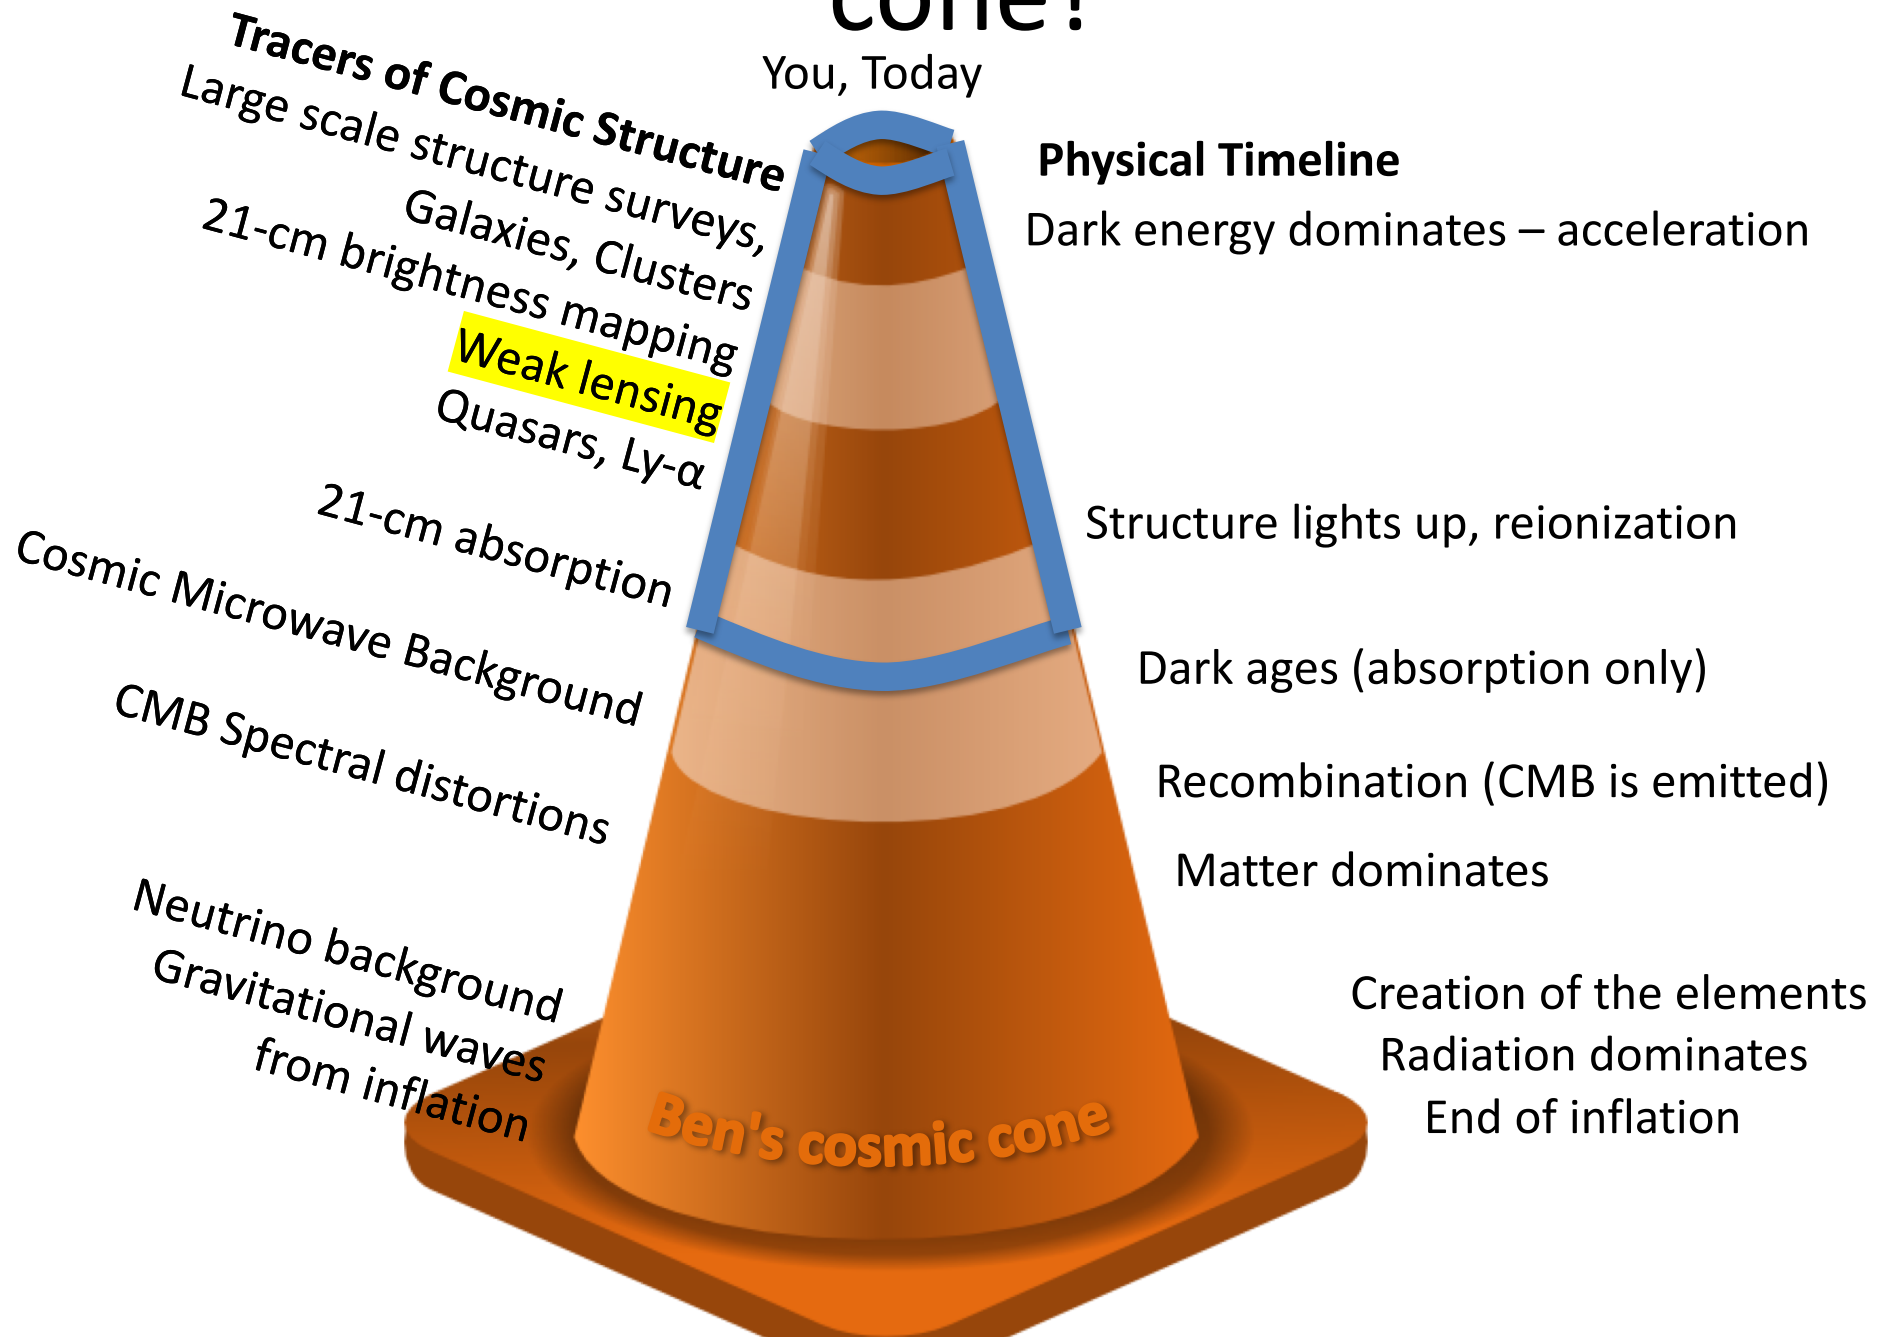 cone?
You, Today
Tracers of Cosmic Structure
Large scale structure surveys,
Galaxies, Clusters
21-cm brightness mapping
Weak lensing
Quasars, Ly-α
21-cm absorption
Cosmic Microwave Background
CMB Spectral distortions
Neutrino background
Gravitational waves
from inflation
Physical Timeline
Dark energy dominates – acceleration
Structure lights up, reionization
Dark ages (absorption only)
Recombination (CMB is emitted)
Matter dominates
Creation of the elements
Radiation dominates
End of inflation
Ben's cosmic cone